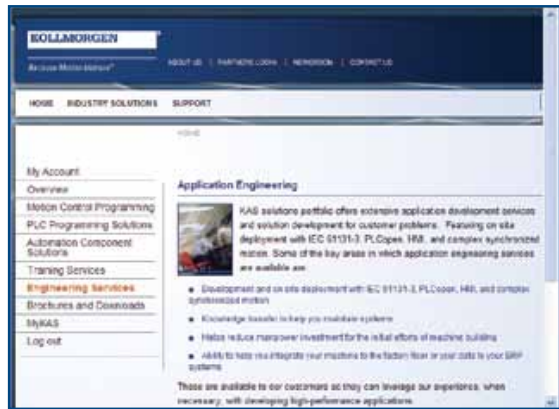 KOLLMORGEN
Because Motion Matters™
ABOUT US | PARTNERS LOGIN | NEWSROOM | CONTACT US
HOME INDUSTRY SOLUTIONS SUPPORT
HOME
My Account
Overview
Motion Control Programming
PLC Programming Solutions
Automation Component
Solutions
Training Services
Engineering Services
Brochures and Downloads
MyKAS
Log out
Application Engineering
KAS solutions portfolio offers extensive application development services
and solution development for customer problems. Featuring on site
deployment with IEC 61131-3, PLCopen, HMI, and complex synchronized
motion. Some of the key areas in which application engineering services
are available are
Development and on site deployment with IEC 61131-3, PLCopen, HMI, and complex
synchronized motion
Knowledge transfer to help you maintain systems
Helps reduce manpower investment for the initial efforts of machine building
Ability to help you integrate your machine to the factory floor or your data to your ERP
systems
These are available to our customers so they can leverage our experience, when
necessary, with developing high-performance applications.